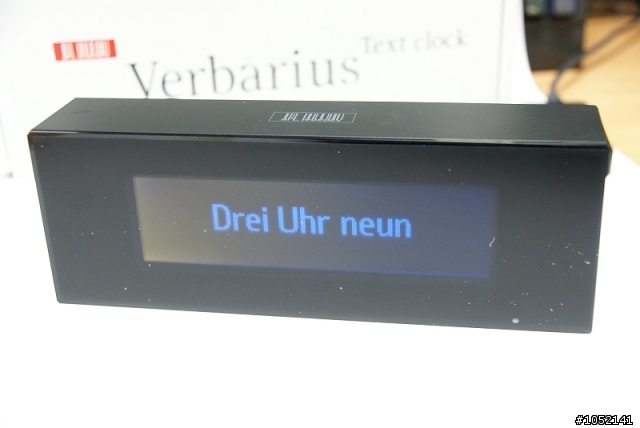 Text clock
Verbarius
Drei Uhr neun
#1052141